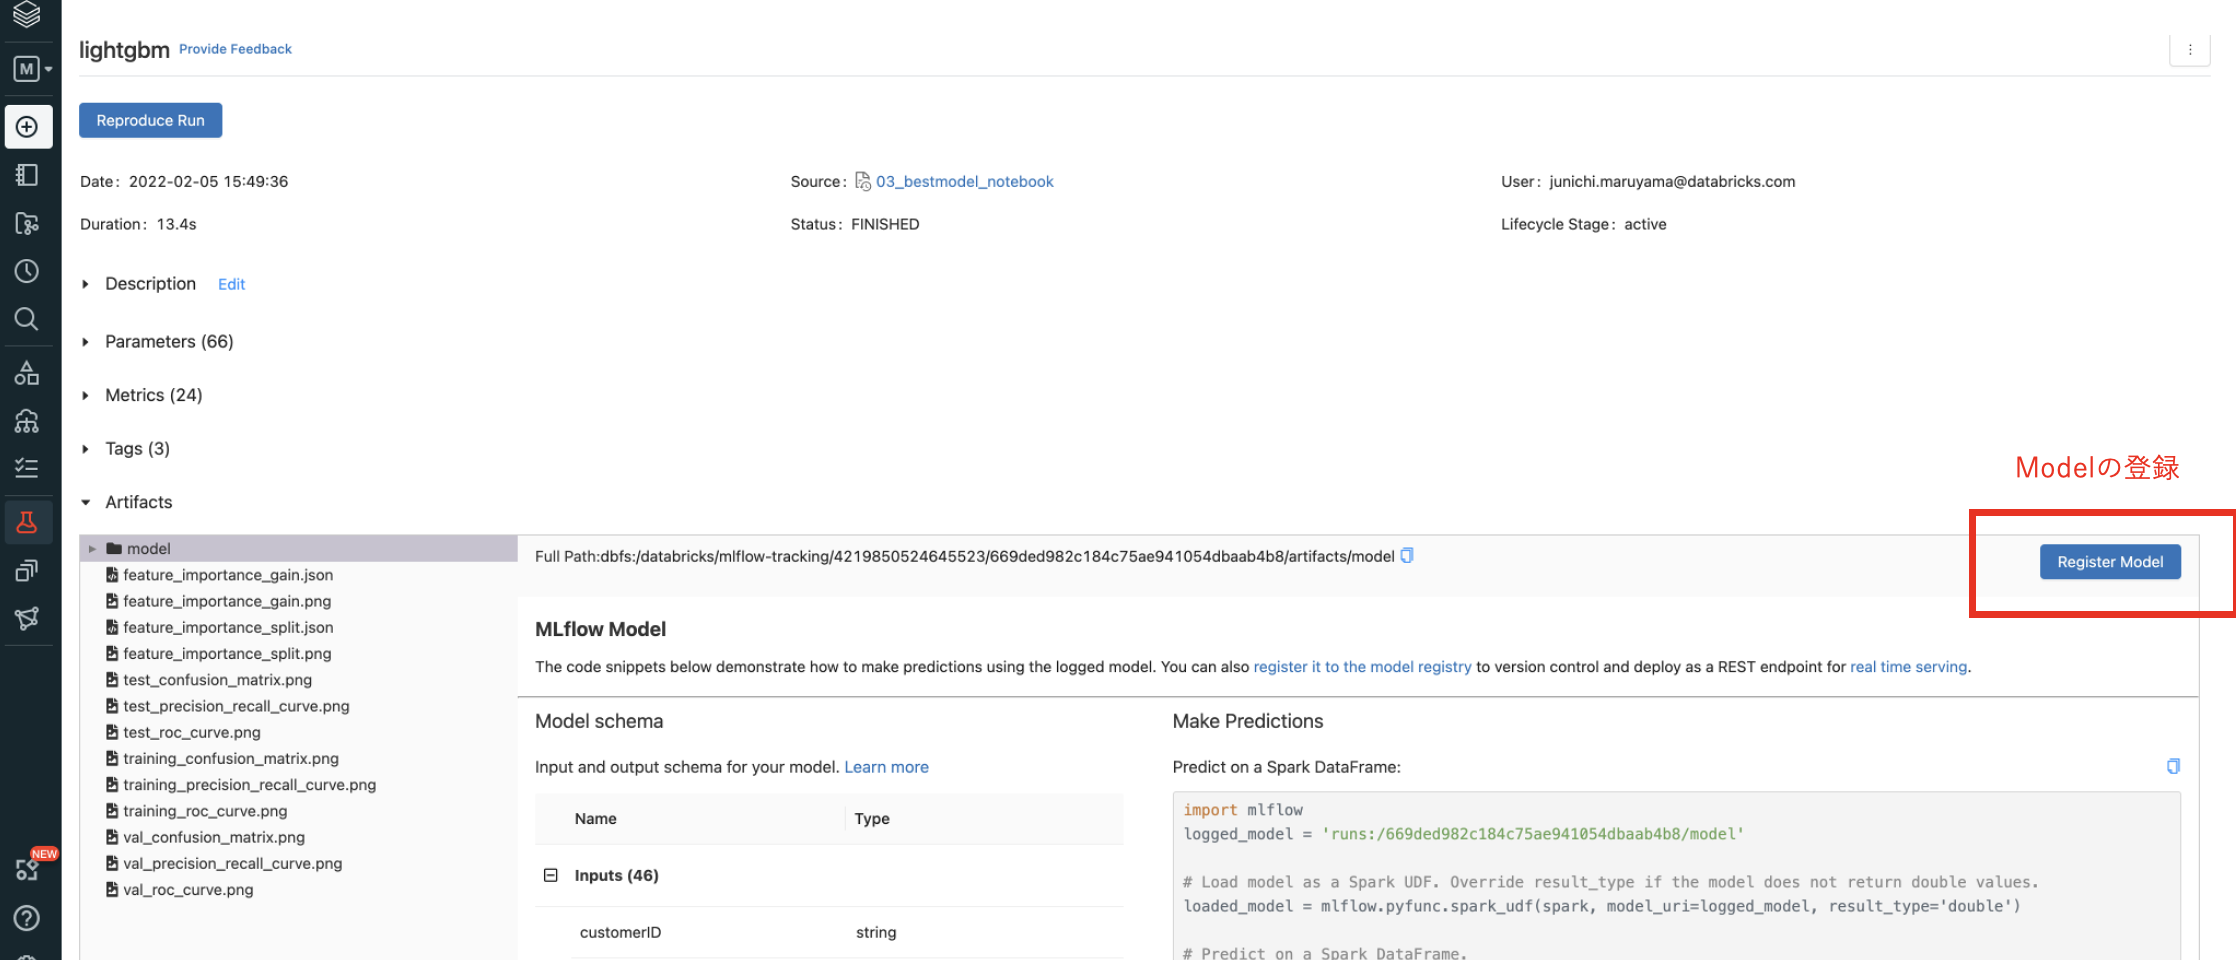 M
lightgbm Provide Feedback
Reproduce Run
Date: 2022-02-05 15:49:36
Source: 03_bestmodel_notebook
User: junichi.maruyama@databricks.com
Duration: 13.4s
Status: FINISHED
Lifecycle Stage: active
Description Edit
Parameters (66)
Metrics (24)
Tags (3)
Modelの登録
Artifacts
model
feature_importance_gain.json
feature_importance_gain.png
feature_importance_split.json
feature_importance_split.png
test_confusion_matrix.png
test_precision_recall_curve.png
test_roc_curve.png
training_confusion_matrix.png
training_precision_recall_curve.png
training_roc_curve.png
val_confusion_matrix.png
val_precision_recall_curve.png
val_roc_curve.png
NEW
Full Path:dbfs:/databricks/mlflow-tracking/4219850524645523/669ded982c184c75ae941054dbaab4b8/artifacts/model
Register Model
MLflow Model
The code snippets below demonstrate how to make predictions using the logged model. You can also register it to the model registry to version control and deploy as a REST endpoint for real time serving.
Model schema
Input and output schema for your model. Learn more
Name Type
Inputs (46)
customerID string
Make Predictions
Predict on a Spark DataFrame:
import mlflow
logged_model = 'runs:/669ded982c184c75ae941054dbaab4b8/model'
# Load model as a Spark UDF. Override result_type if the model does not return double values.
loaded_model = mlflow.pyfunc.spark_udf(spark, model_uri=logged_model, result_type='double')
# Predict on a Spark DataFrame.